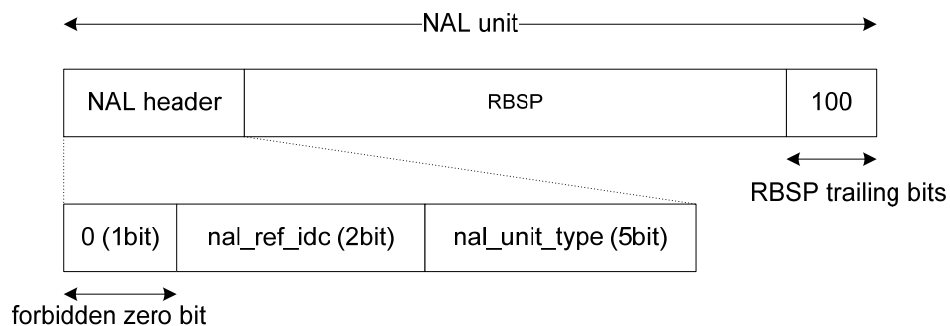 NAL unit
NAL header
RBSP
100
RBSP trailing bits
0 (1bit)
nal_ref_idc (2bit)
nal_unit_type (5bit)
forbidden zero bit